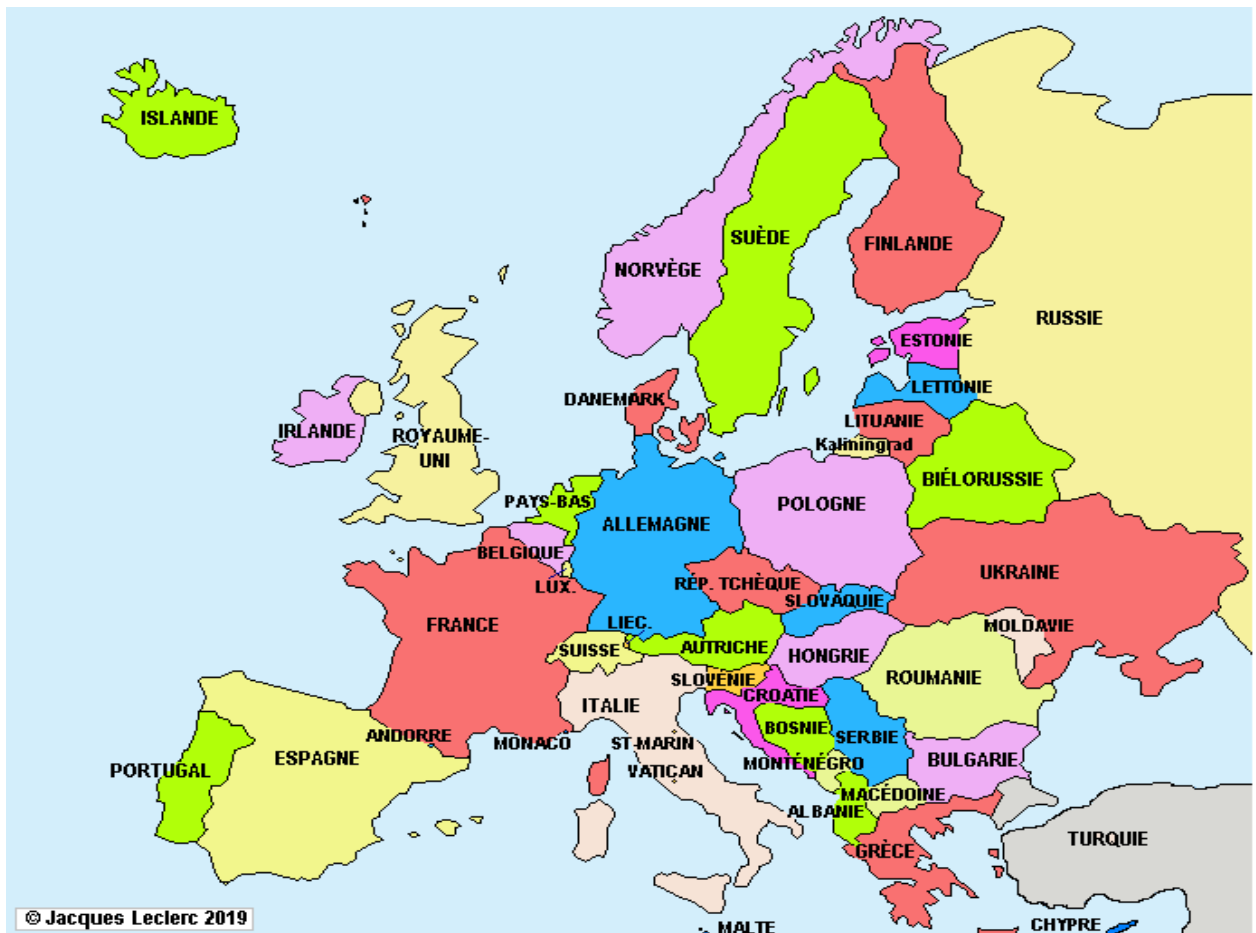 ISLANDE
SUÈDE
FINLANDE
NORVÈGE
RUSSIE
ESTONIE
LETTONIE
DANEMARK
LITUANIE
IRLANDE
ROYAUME-
UNI
Kaliningrad
BIÉLORUSSIE
PAYS-BAS
POLOGNE
ALLEMAGNE
BELGIQUE
UKRAINE
RÉP. TCHÈQUE
LUX.
SLOVAQUIE
FRANCE
LIEC.
MOLDAVIE
AUTRICHE
SUISSE
HONGRIE
ROUMANIE
SLOVÉNIE
CROATIE
ITALIE
BOSNIE
ANDORRE
MONACO
ST-MARIN
SERBIE
ESPAGNE
BULGARIE
PORTUGAL
VATICAN
MONTÉNÉGRO
MACÉDOINE
ALBANIE
TURQUIE
GRÈCE
© Jacques Leclerc 2019
MALTE
CHYPRE